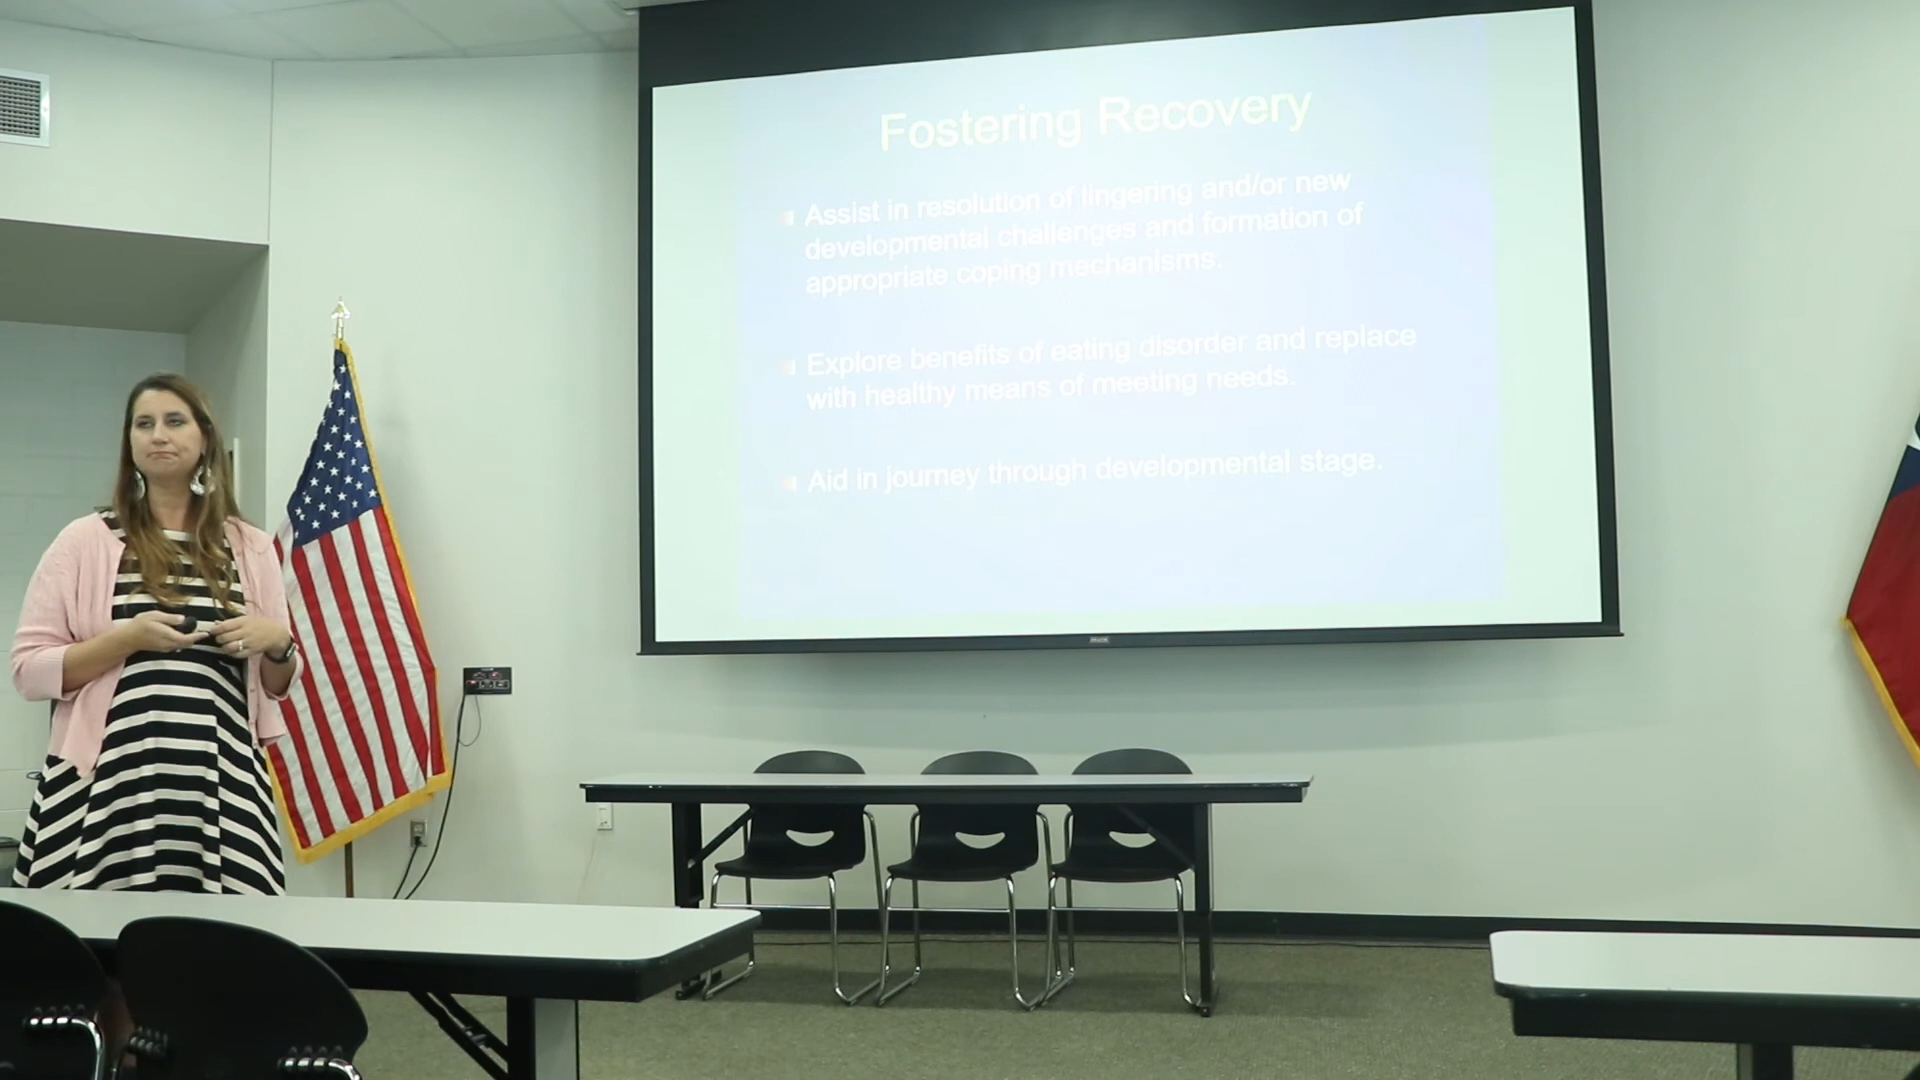 Fostering Recovery
Assist in resolution of lingering and/or new
developmental challenges and formation of
appropriate coping mechanisms.
Explore benefits of eating disorder and replace
with healthy means of meeting needs.
Aid in journey through developmental stage.